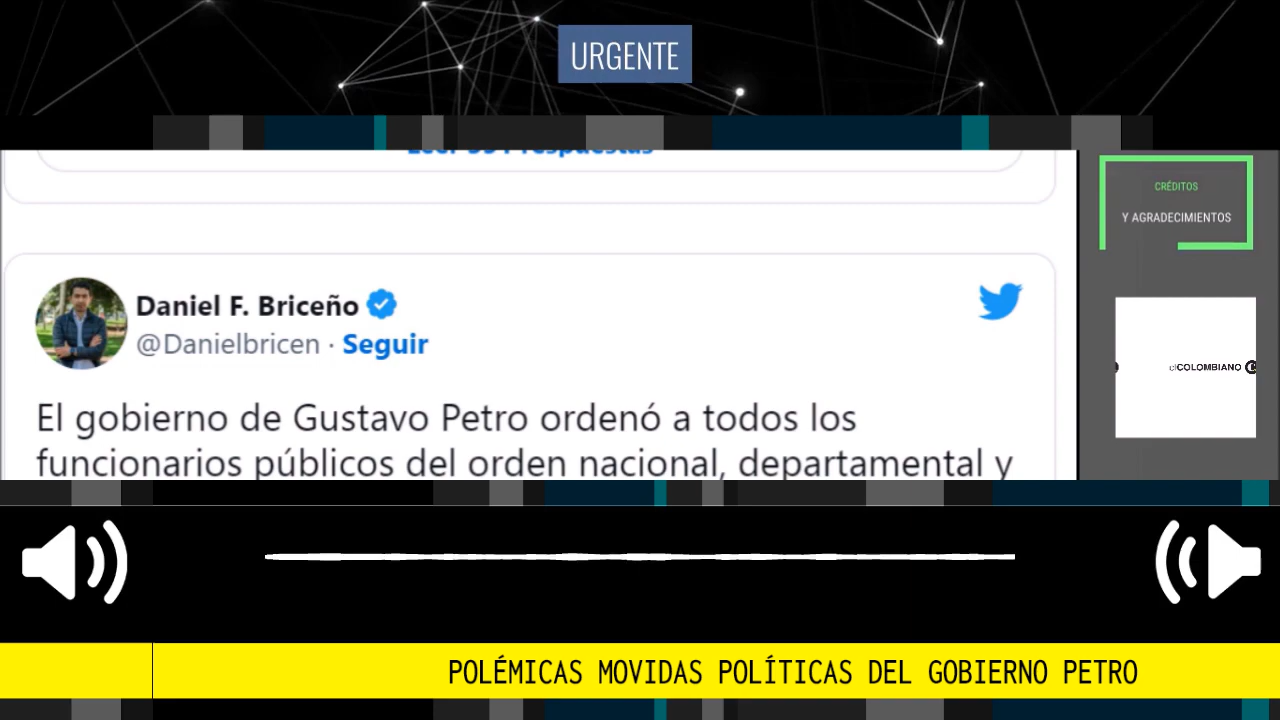 URGENTE
Leer 554 respuestas
CRÉDITOS
Y AGRADECIMIENTOS
Daniel F. Briceño
@Danielbricen · Seguir
elCOLOMBIANO
El gobierno de Gustavo Petro ordenó a todos los
funcionarios públicos del orden nacional, departamental y
POLÉMICAS MOVIDAS POLÍTICAS DEL GOBIERNO PETRO